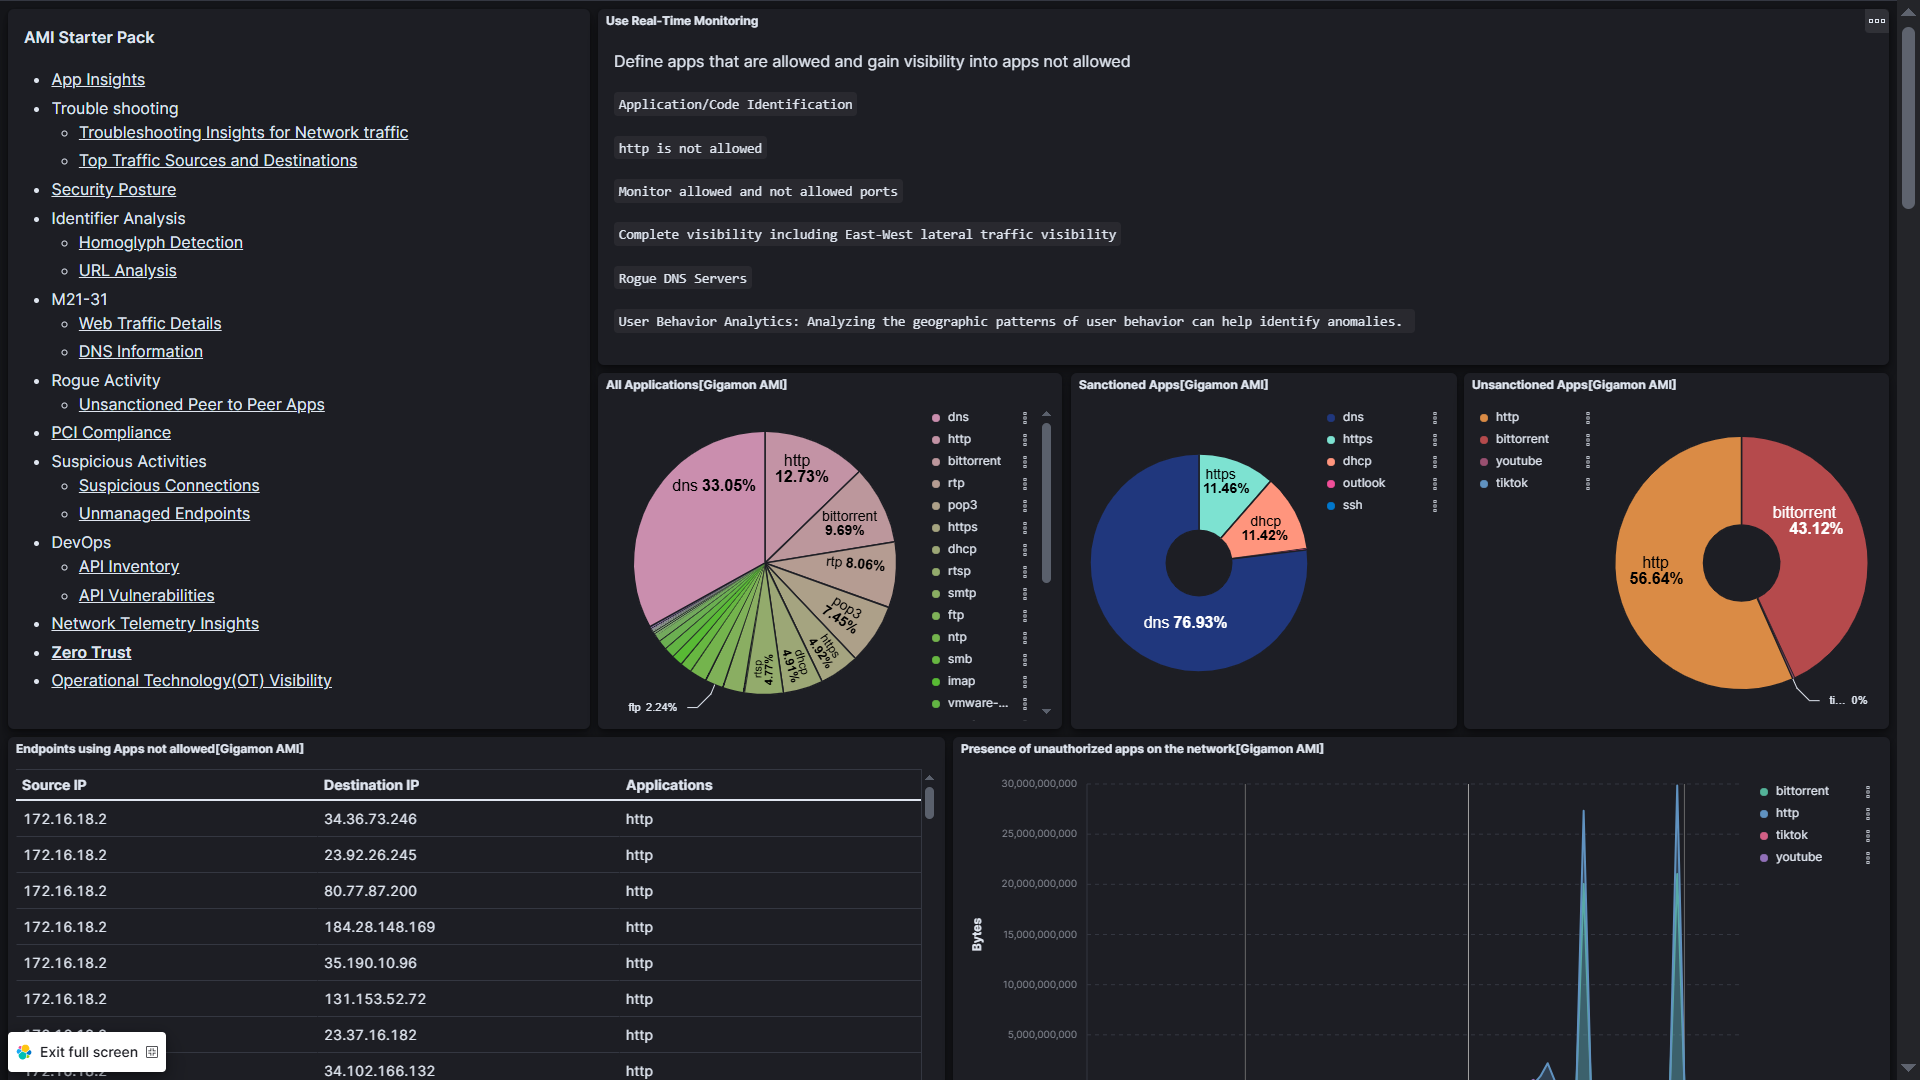 AMI Starter Pack
App Insights
Trouble shooting
Troubleshooting Insights for Network traffic
Top Traffic Sources and Destinations
Security Posture
Identifier Analysis
Homoglyph Detection
URL Analysis
M21-31
Web Traffic Details
DNS Information
Rogue Activity
Unsanctioned Peer to Peer Apps
PCI Compliance
Suspicious Activities
Suspicious Connections
Unmanaged Endpoints
DevOps
API Inventory
API Vulnerabilities
Network Telemetry Insights
Zero Trust
Operational Technology(OT) Visibility
Use Real-Time Monitoring
Define apps that are allowed and gain visibility into apps not allowed
Application/Code Identification
http is not allowed
Monitor allowed and not allowed ports
Complete visibility including East-West lateral traffic visibility
Rogue DNS Servers
User Behavior Analytics: Analyzing the geographic patterns of user behavior can help identify anomalies.
All Applications[Gigamon AMI]
dns 33.05%
http
12.73%
bittorrent
9.69%
rtp 8.06%
pop3
7.45%
https
4.92%
dhcp
4.91%
rtsp
4.77%
ftp 2.24%
dns
http
bittorrent
rtp
pop3
https
dhcp
rtsp
smtp
ftp
ntp
smb
imap
vmware-...
Sanctioned Apps[Gigamon AMI]
https
11.46%
dhcp
11.42%
dns 76.93%
dns
https
dhcp
outlook
ssh
Unsanctioned Apps[Gigamon AMI]
http
bittorrent
youtube
tiktok
bittorrent
43.12%
http
56.64%
ti... 0%
Endpoints using Apps not allowed[Gigamon AMI]
Source IP Destination IP Applications
172.16.18.2 34.36.73.246 http
172.16.18.2 23.92.26.245 http
172.16.18.2 80.77.87.200 http
172.16.18.2 184.28.148.169 http
172.16.18.2 35.190.10.96 http
172.16.18.2 131.153.52.72 http
23.37.16.182 http
34.102.166.132 http
Exit full screen
Presence of unauthorized apps on the network[Gigamon AMI]
Bytes
30,000,000,000
25,000,000,000
20,000,000,000
15,000,000,000
10,000,000,000
5,000,000,000
bittorrent
http
tiktok
youtube